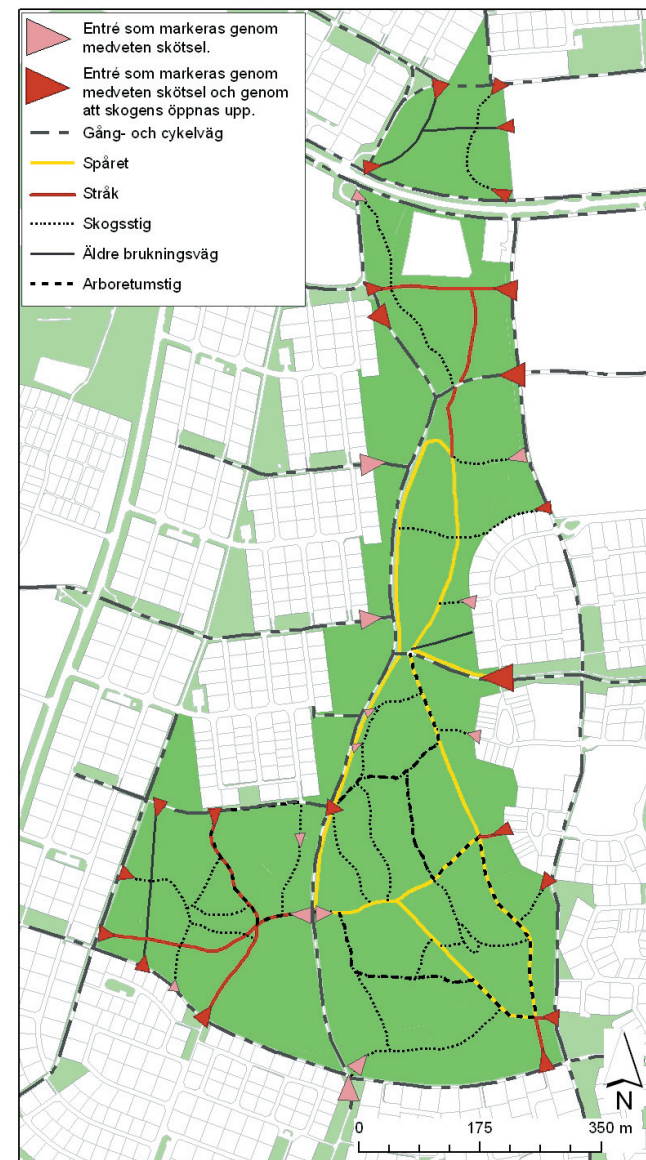 Entré som markeras genom
medveten skötsel.
Entré som markeras genom
medveten skötsel och genom
att skogens öppnas upp.
Gång- och cykelväg
Spåret
Stråk
Skogsstig
Äldre brukningsväg
Arboretumstig
N
0 175 350 m